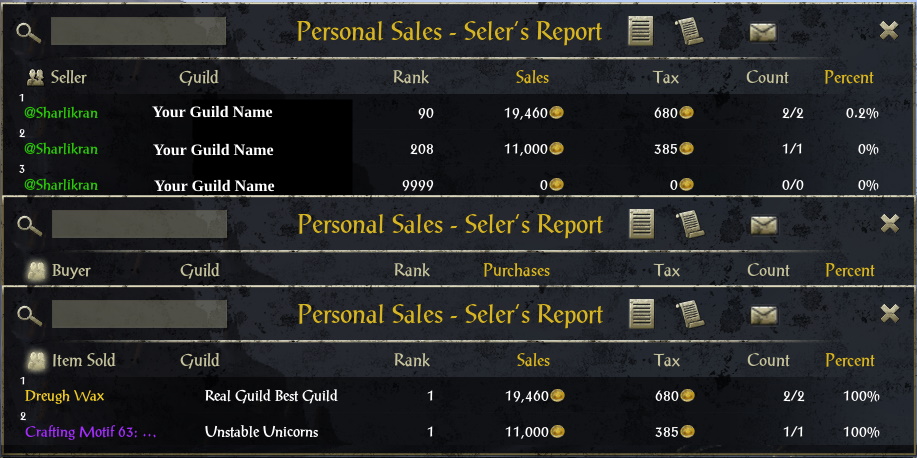 Personal Sales - Seler's Report
Seller Guild Rank Sales Tax Count Percent
1
@Sharlikran Your Guild Name 90 19,460 680 2/2 0.2%
2
@Sharlikran Your Guild Name 208 11,000 385 1/1 0%
3
@Sharlikran Your Guild Name 9999 0 0 0/0 0%
Personal Sales - Seler's Report
Buyer Guild Rank Purchases Tax Count Percent
Personal Sales - Seler's Report
Item Sold Guild Rank Sales Tax Count Percent
1
Dreugh Wax Real Guild Best Guild 1 19,460 680 2/2 100%
2
Crafting Motif 63: ... Unstable Unicorns 1 11,000 385 1/1 100%